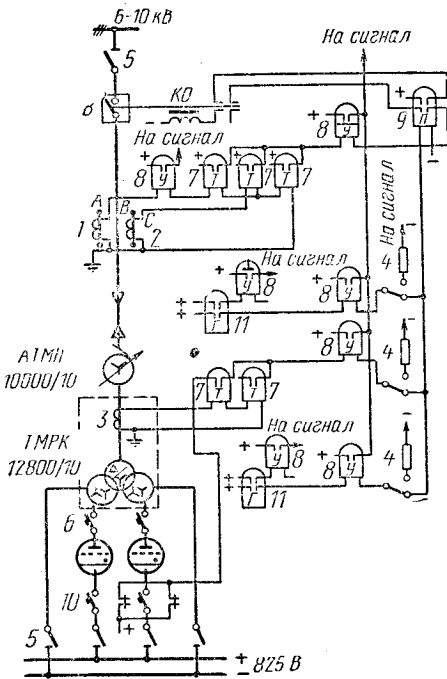 6-10 кВ
На сигнал
5
в
КО
+
П
9
+
У
8
На сигнал
+
У
8
+
Т
7
+
Т
7
+
Т
7
А
В
С
1
2
На сигнал
-
4
+
У
8
На сигнал
+
У
8
Г
11
-
4
+
У
8
АТМП
10000/10
Т
7
Т
7
3
ТМРК
12800/10
На сигнал
+
У
8
+
У
8
Г
11
-
4
6
10
5
+
+
- 825 В